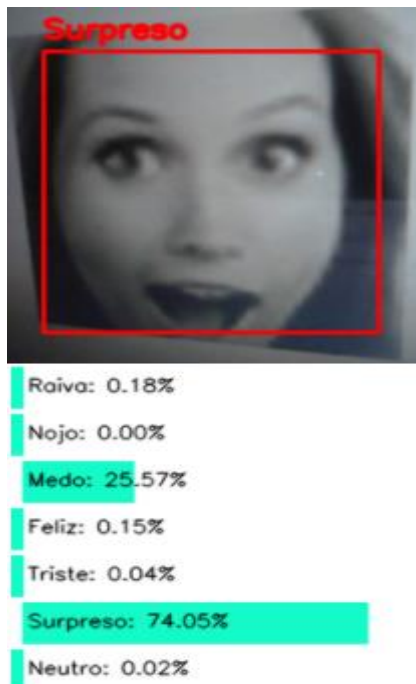 Surpreso
Raiva: 0.18%
Nojo: 0.00%
Medo: 25.57%
Feliz: 0.15%
Triste: 0.04%
Surpreso: 74.05%
Neutro: 0.02%